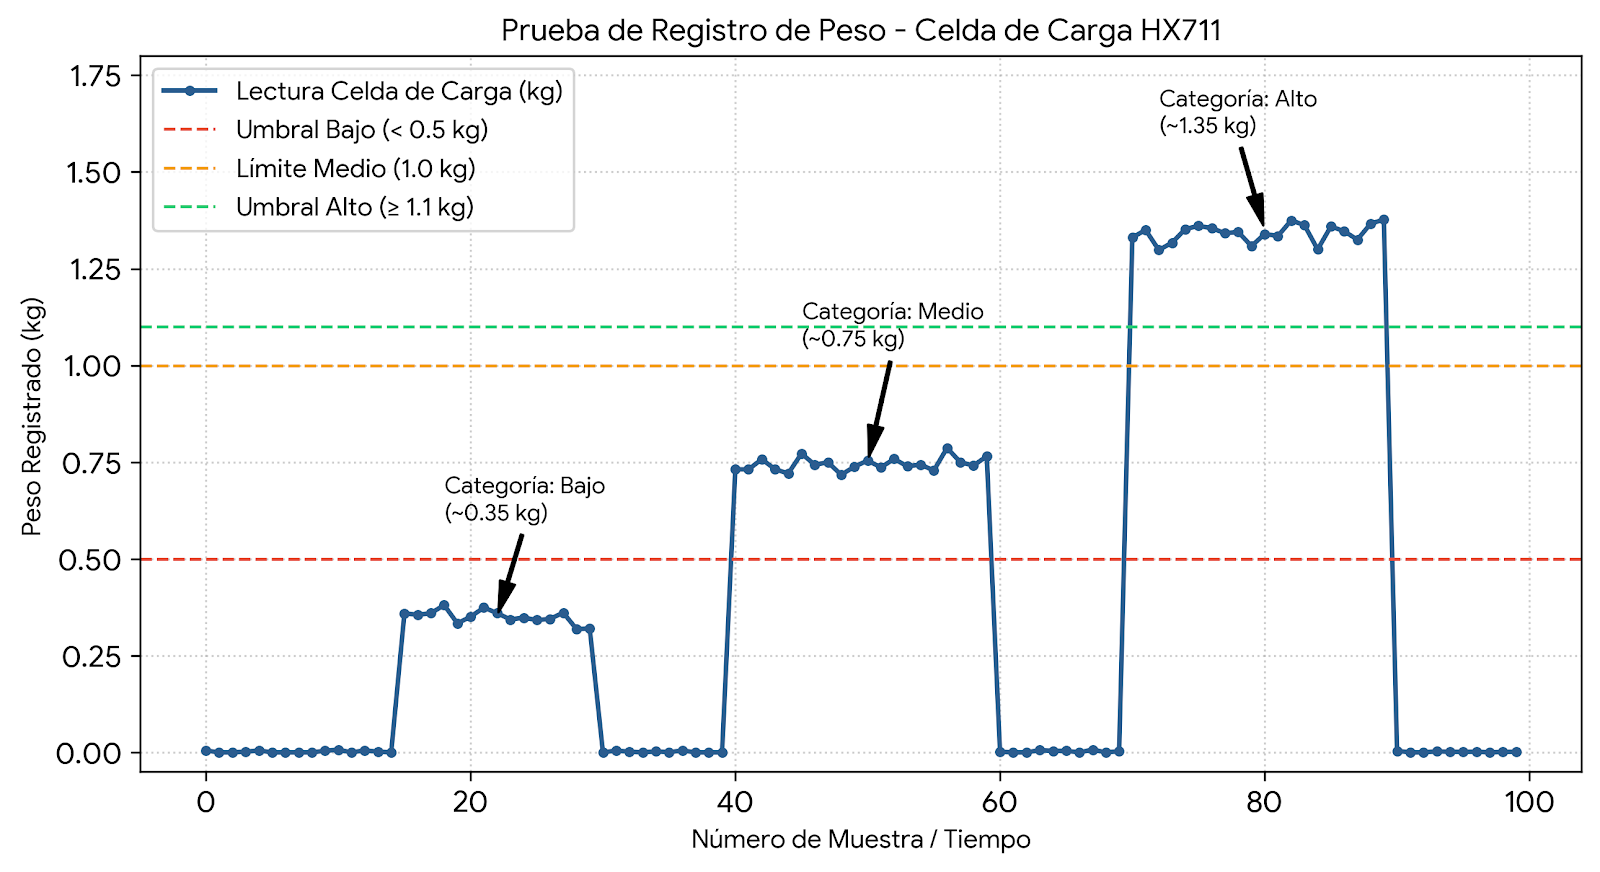 Prueba de Registro de Peso - Celda de Carga HX711
Lectura Celda de Carga (kg)
Umbral Bajo (< 0.5 kg)
Límite Medio (1.0 kg)
Umbral Alto (≥ 1.1 kg)
Categoría: Alto
(~1.35 kg)
Categoría: Medio
(~0.75 kg)
Categoría: Bajo
(~0.35 kg)
Peso Registrado (kg)
1.75
1.50
1.25
1.00
0.75
0.50
0.25
0.00
0 20 40 60 80 100
Número de Muestra / Tiempo